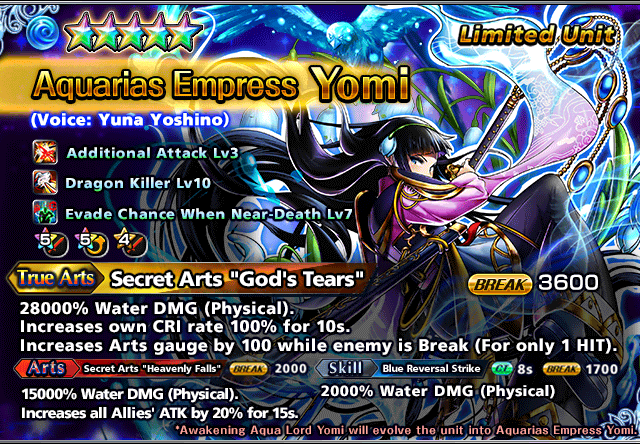 Limited Unit
Aquarias Empress Yomi
(Voice: Yuna Yoshino)
Additional Attack Lv3
Dragon Killer Lv10
Evade Chance When Near-Death Lv7
5 5 4
True Arts Secret Arts "God's Tears" BREAK 3600
28000% Water DMG (Physical).
Increases own CRI rate 100% for 10s.
Increases Arts gauge by 100 while enemy is Break (For only 1 HIT).
Arts Secret Arts "Heavenly Falls" BREAK 2000
15000% Water DMG (Physical).
Increases all Allies' ATK by 20% for 15s.
Skill Blue Reversal Strike CT 8s BREAK 1700
2000% Water DMG (Physical)
*Awakening Aqua Lord Yomi will evolve the unit into Aquarias Empress Yomi.